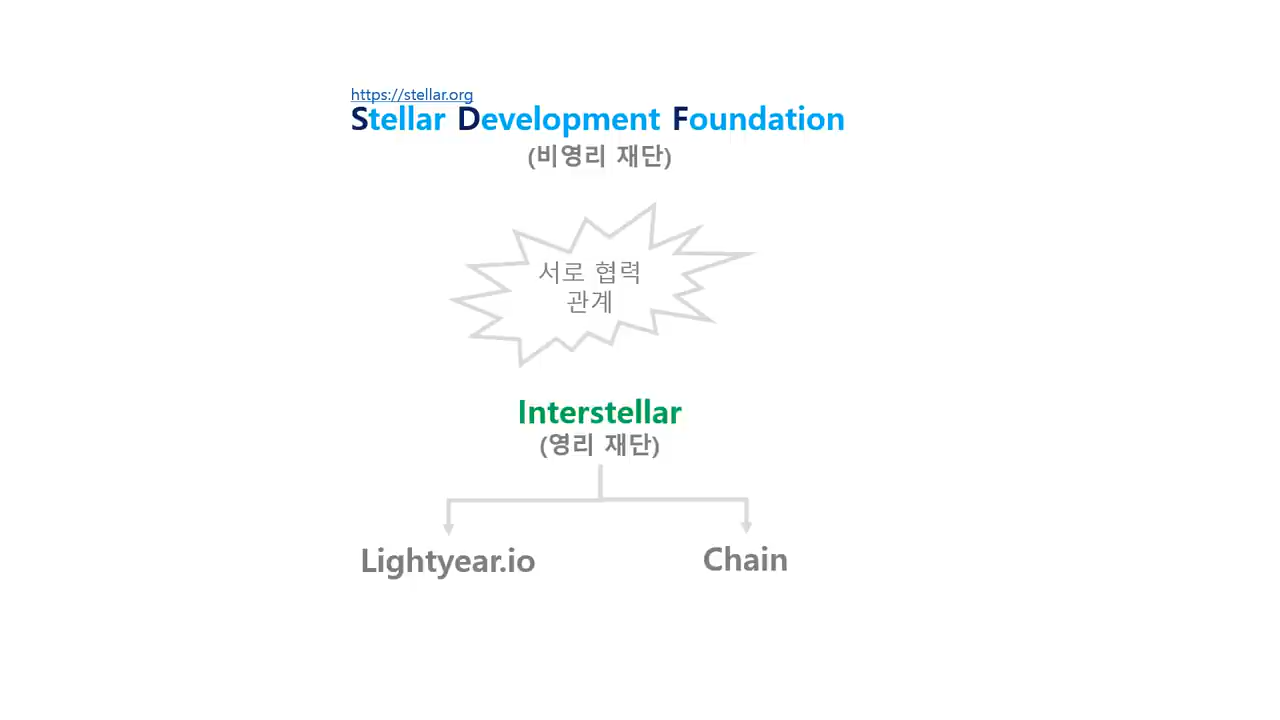 https://stellar.org
Stellar Development Foundation
(비영리 재단)
서로 협력
관계
Interstellar
(영리 재단)
Lightyear.io
Chain